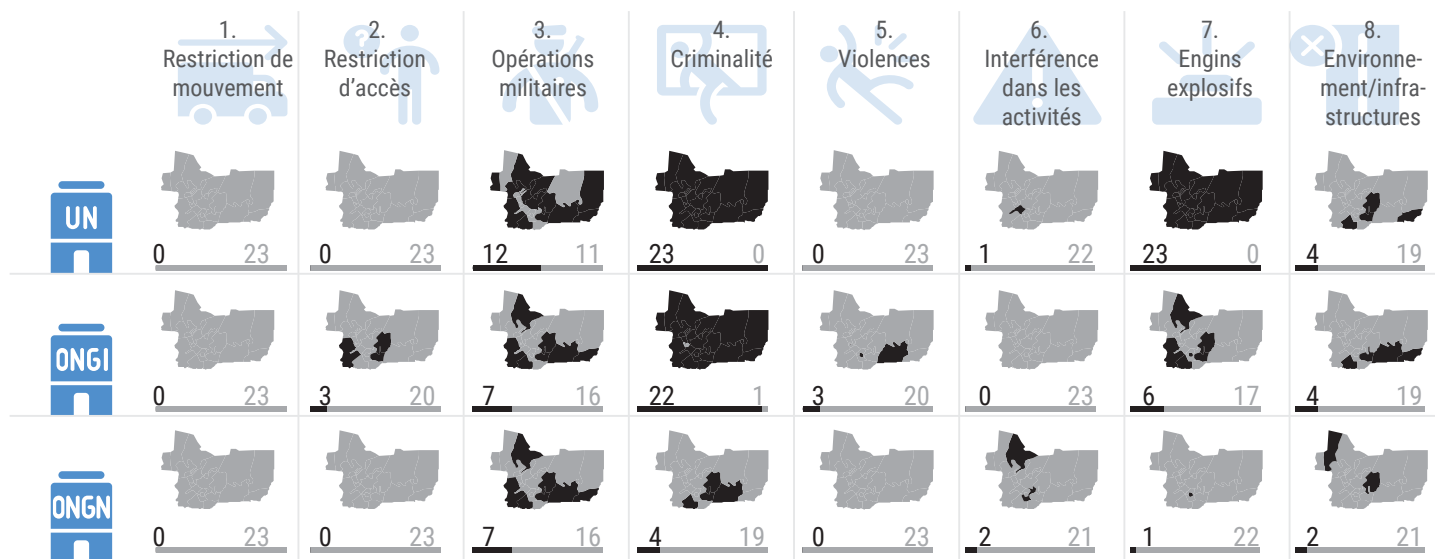 1.
Restriction de
mouvement
2.
Restriction
d'accès
3.
Opérations
militaires
4.
Criminalité
5.
Violences
6.
Interférence
dans les
activités
7.
Engins
explosifs
8.
Environne-
ment/infra-
structures
?
UN
0 23
0 23
12 11
23 0
0 23
1 22
23 0
4 19
ONGI
0 23
3 20
7 16
22 1
3 20
0 23
6 17
4 19
ONGN
0 23
0 23
7 16
4 19
0 23
2 21
1 22
2 21